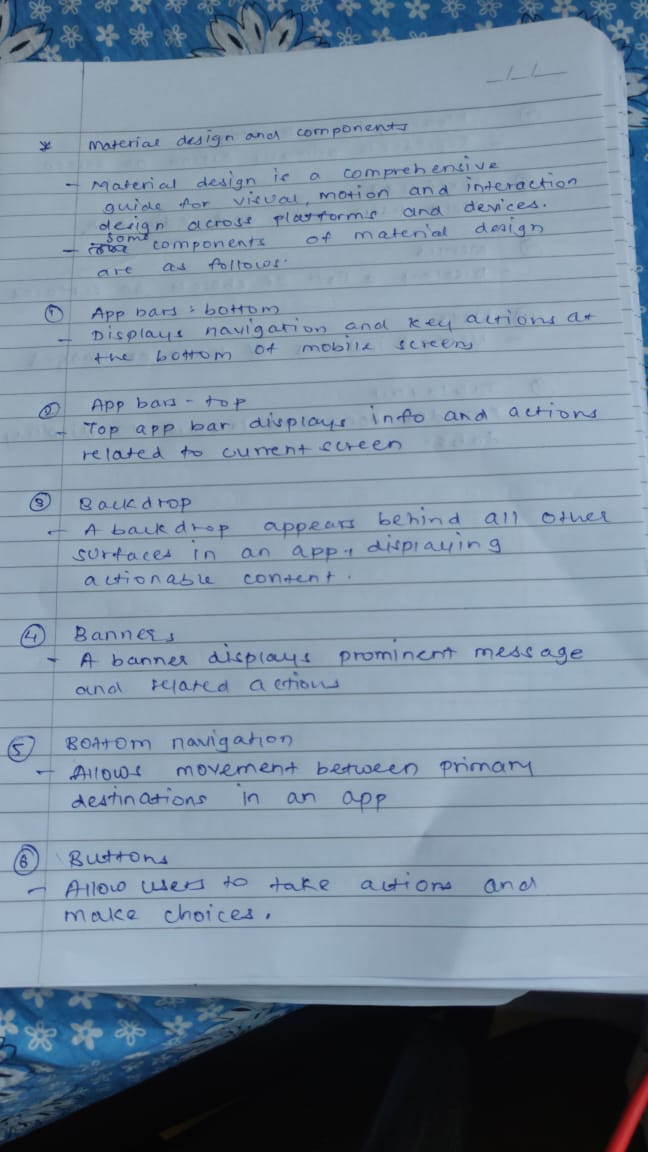 * Material design and components
- Material design is a comprehensive
guide for visual, motion and interaction
design across platforms and devices.
some
- components of material design
are as follows.
① App bars : bottom
- Displays navigation and key actions at
the bottom of mobile screens
② App bars - top
- Top app bar displays info and actions
related to current screen
③ Backdrop
- A backdrop appears behind all other
surfaces in an app, displaying
actionable content.
④ Banners
- A banner displays prominent message
and related actions
⑤ Bottom navigation
- Allows movement between primary
destinations in an app
⑥ Buttons
- Allow users to take actions and
make choices.